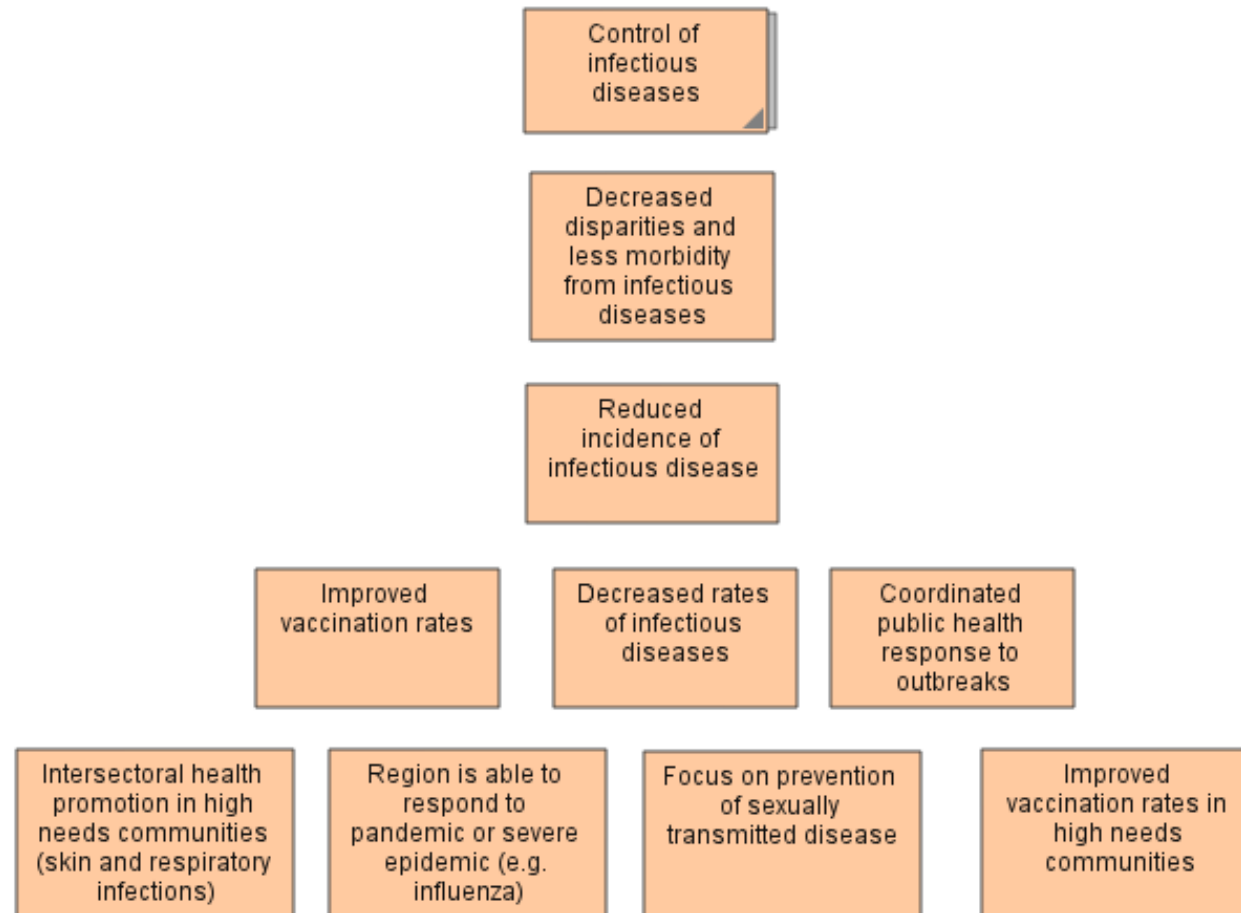 Control of
infectious
diseases
Decreased
disparities and
less morbidity
from infectious
diseases
Reduced
incidence of
infectious disease
Improved
vaccination rates
Decreased rates
of infectious
diseases
Coordinated
public health
response to
outbreaks
Intersectoral health
promotion in high
needs communities
(skin and respiratory
infections)
Region is able to
respond to
pandemic or severe
epidemic (e.g.
influenza)
Focus on prevention
of sexually
transmitted disease
Improved
vaccination rates in
high needs
communities